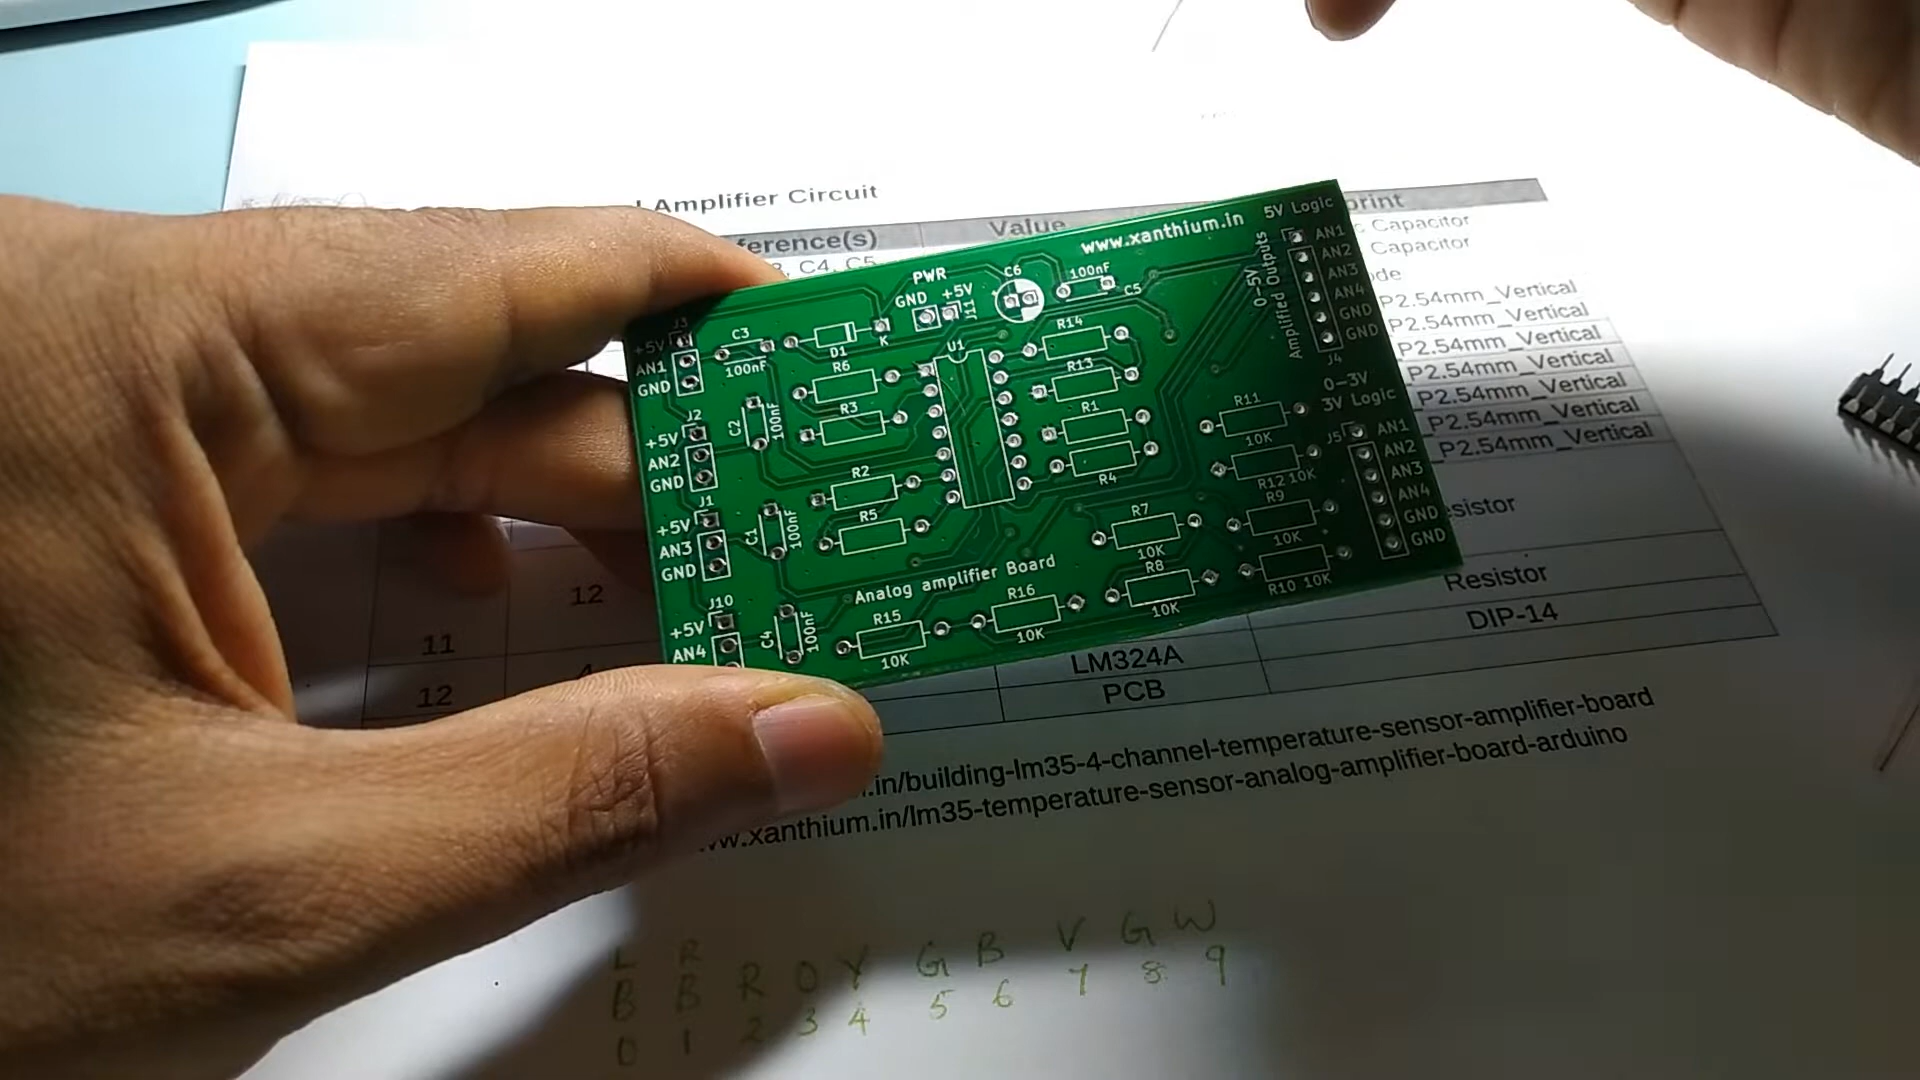 Amplifier Circuit
ference(s) Value print
C4, C5
Capacitor
Capacitor
ode
P2.54mm_Vertical
P2.54mm_Vertical
P2.54mm_Vertical
P2.54mm_Vertical
P2.54mm_Vertical
P2.54mm_Vertical
P2.54mm_Vertical
esistor
12 Resistor
11 DIP-14
LM324A
12 PCB
.in/building-lm35-4-channel-temperature-sensor-amplifier-board
www.xanthium.in/lm35-temperature-sensor-analog-amplifier-board-arduino
www.xanthium.in
5V Logic
0-5V
Amplified Outputs
AN1
AN2
AN3
AN4
GND
GND
J4
PWR
GND +5V
J11
C6
100nF
C5
J3
+5V
AN1
GND
C3
100nF
D1
K
U1
R14
R6
R13
R3
R1
R4
R2
R5
J2
+5V
AN2
GND
C2
100nF
J1
+5V
AN3
GND
C1
100nF
J10
+5V
AN4
C4
100nF
0-3V
3V Logic
J5
AN1
AN2
AN3
AN4
GND
GND
R11
10K
R12 10K
R9
10K
R10 10K
R7
10K
R8
10K
Analog amplifier Board
R15
10K
R16
10K
B B R O Y G B V G W
0 1 2 3 4 5 6 7 8 9